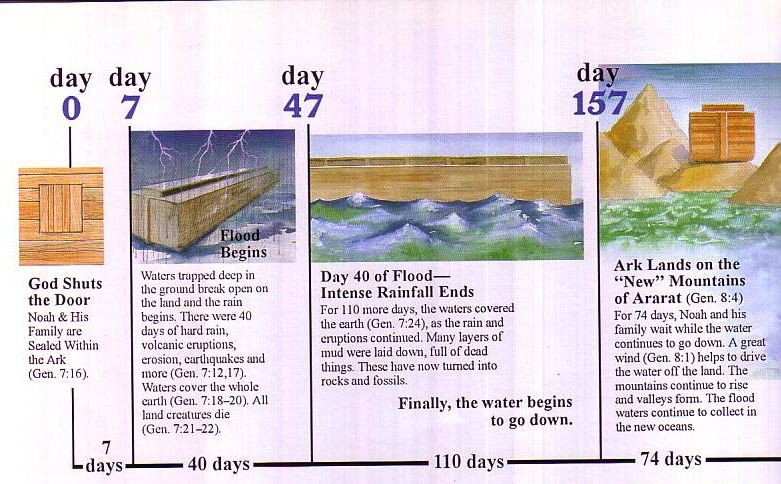 day
0
day
7
day
47
day
157
God Shuts
the Door
Noah & His
Family are
Sealed Within
the Ark
(Gen. 7:16).
Flood
Begins
Waters trapped deep in
the ground break open on
the land and the rain
begins. There were 40
days of hard rain,
volcanic eruptions,
erosion, earthquakes and
more (Gen. 7:12,17).
Waters cover the whole
earth (Gen. 7:18–20). All
land creatures die
(Gen. 7:21–22).
Day 40 of Flood—
Intense Rainfall Ends
For 110 more days, the waters covered
the earth (Gen. 7:24), as the rain and
eruptions continued. Many layers of
mud were laid down, full of dead
things. These have now turned into
rocks and fossils.
Finally, the water begins
to go down.
Ark Lands on the
“New” Mountains
of Ararat (Gen. 8:4)
For 74 days, Noah and his
family wait while the water
continues to go down. A great
wind (Gen. 8:1) helps to drive
the water off the land. The
mountains continue to rise
and valleys form. The flood
waters continue to collect in
the new oceans.
7
days
40 days
110 days
74 days